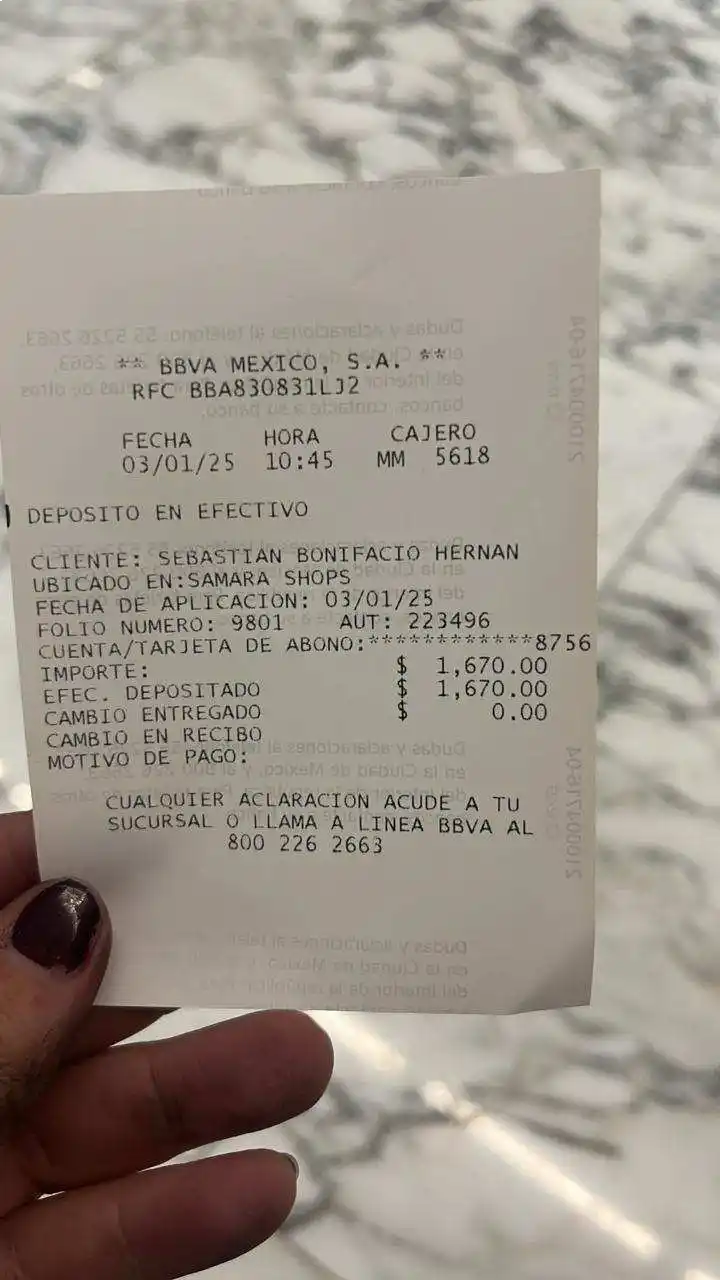 ** BBVA MEXICO, S.A. **
RFC BBA830831LJ2
FECHA HORA CAJERO
03/01/25 10:45 MM 5618
DEPOSITO EN EFECTIVO
CLIENTE: SEBASTIAN BONIFACIO HERNAN
UBICADO EN:SAMARA SHOPS
FECHA DE APLICACION: 03/01/25
FOLIO NUMERO: 9801 AUT: 223496
CUENTA/TARJETA DE ABONO:************8756
IMPORTE: $ 1,670.00
EFEC. DEPOSITADO $ 1,670.00
CAMBIO ENTREGADO $ 0.00
CAMBIO EN RECIBO
MOTIVO DE PAGO:
CUALQUIER ACLARACION ACUDE A TU
SUCURSAL O LLAMA A LINEA BBVA AL
800 226 2663